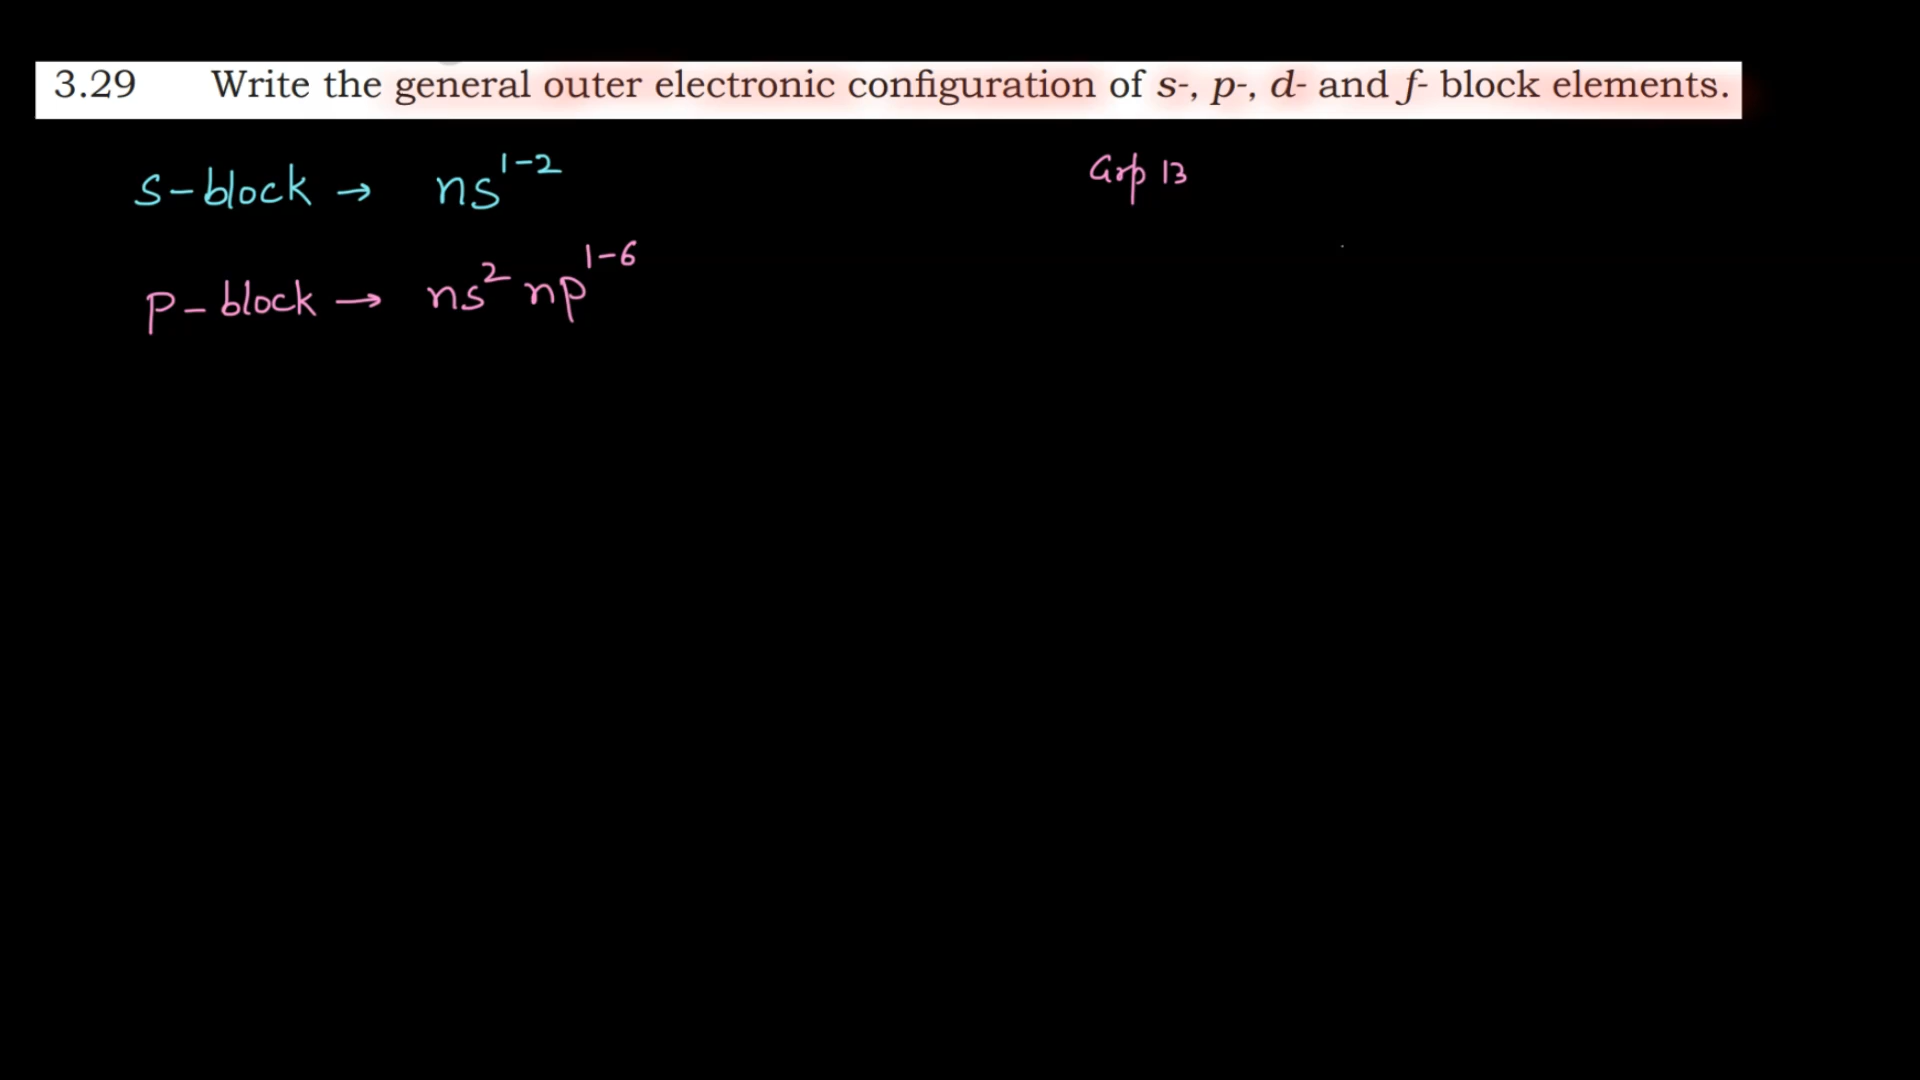 3.29 Write the general outer electronic configuration of s-, p-, d- and f- block elements.
s-block → ns¹⁻²
Grp 13
p-block → ns² np¹⁻⁶